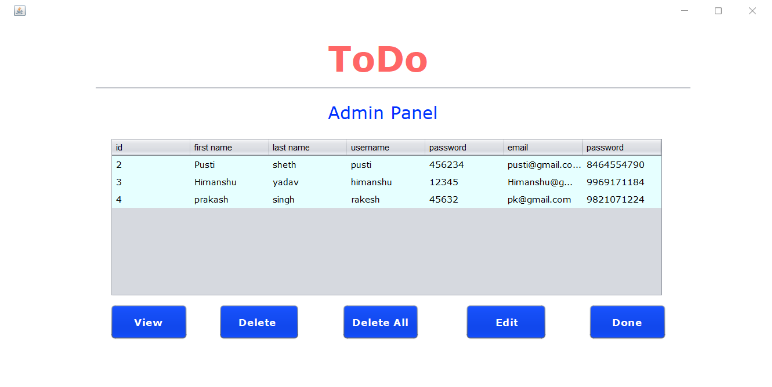 ToDo
Admin Panel
id first name last name username password email password
2 Pusti sheth pusti 456234 pusti@gmail.co... 8464554790
3 Himanshu yadav himanshu 12345 Himanshu@g... 9969171184
4 prakash singh rakesh 45632 pk@gmail.com 9821071224
View Delete Delete All Edit Done